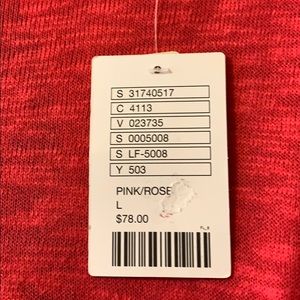 S 31740517
C 4113
V 023735
S 0005008
S LF-5008
Y 503
PINK/ROSE
L
$78.00